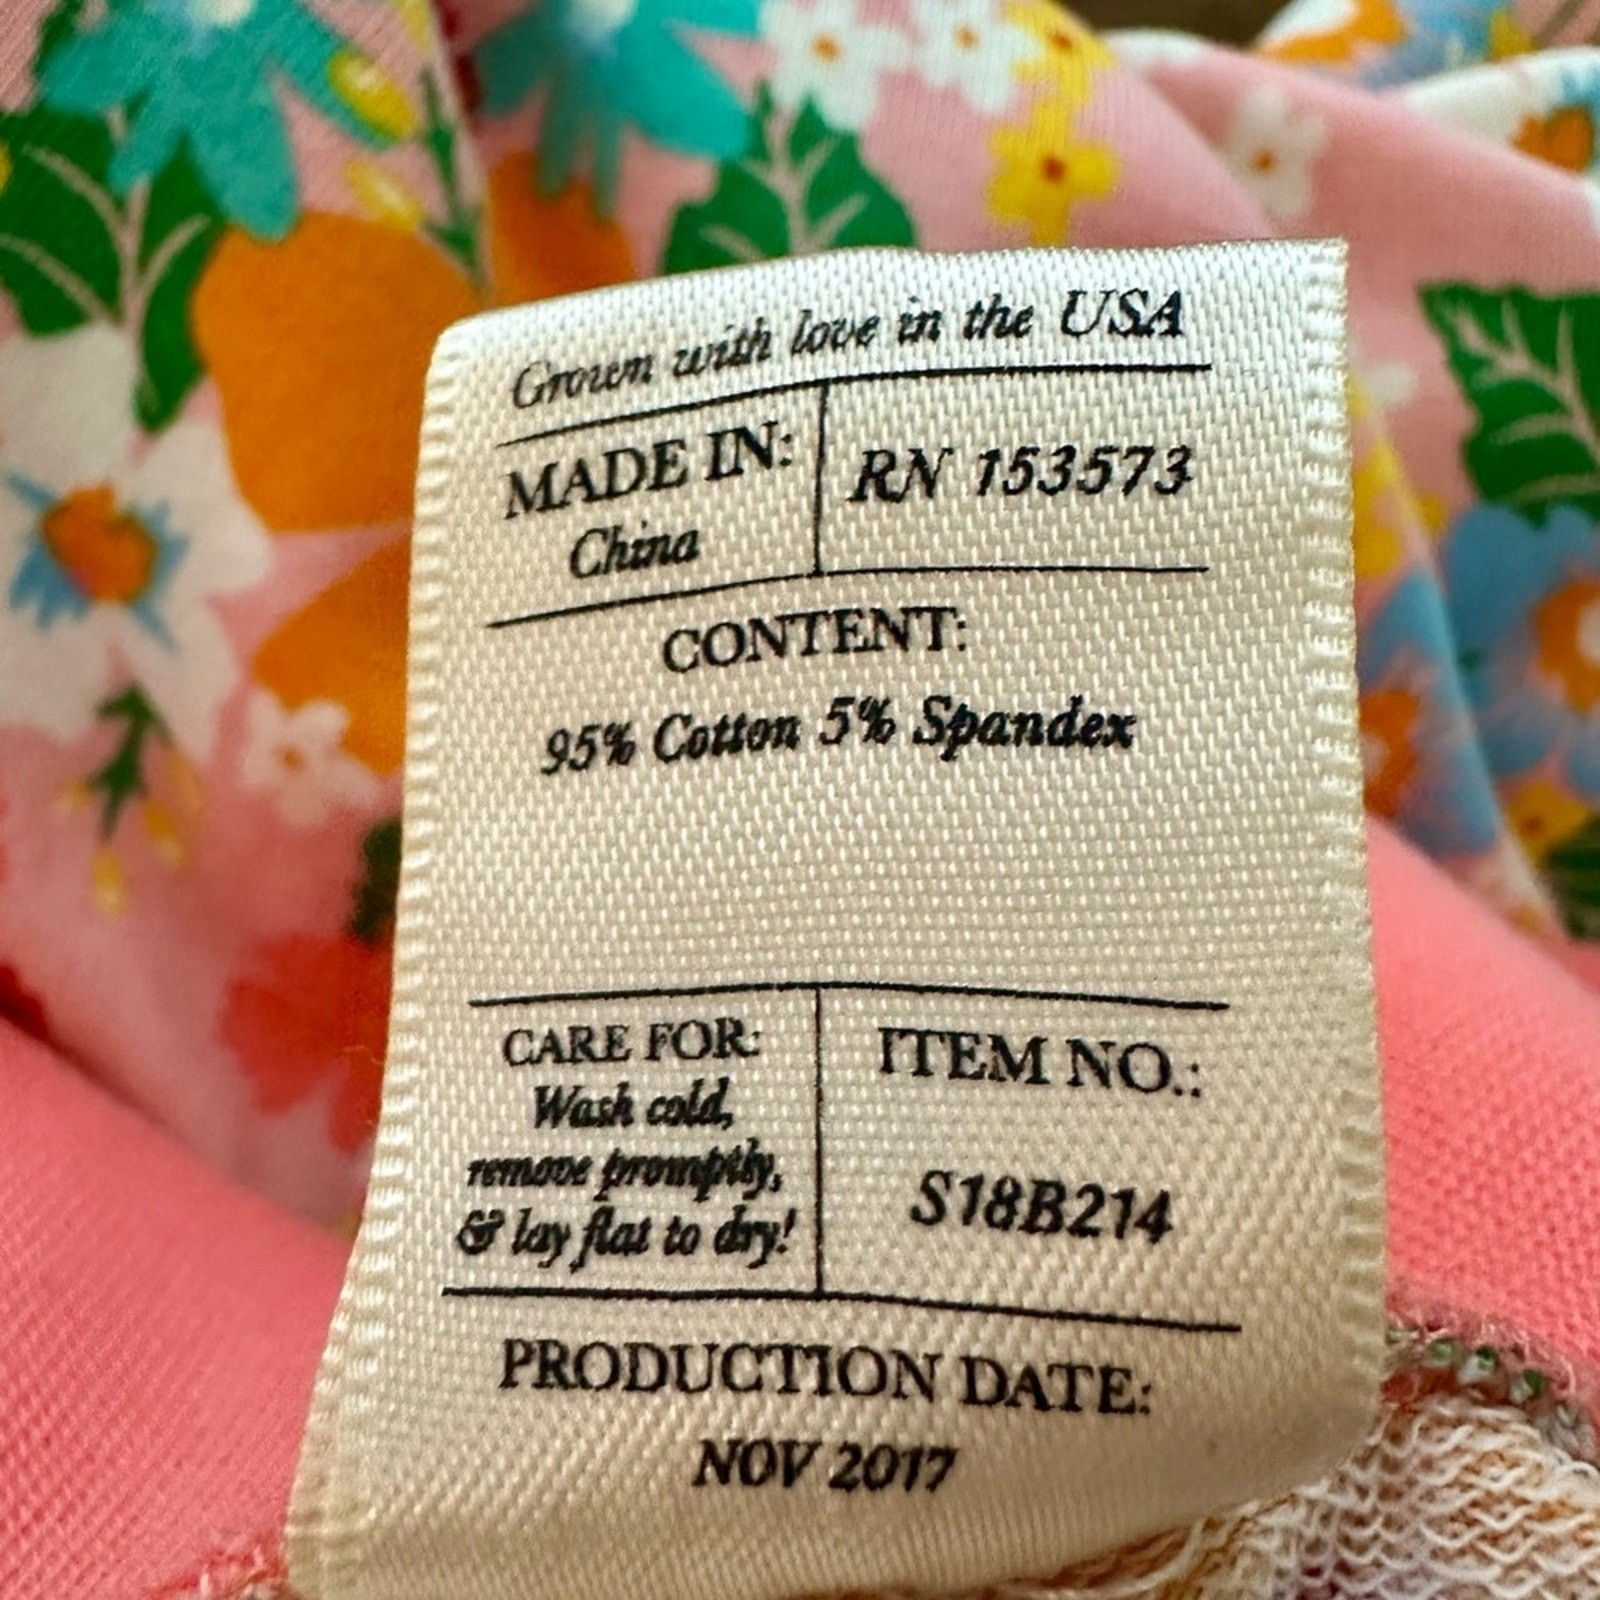 Grown with love in the USA
MADE IN:
China
RN 153573
CONTENT:
95% Cotton 5% Spandex
CARE FOR:
Wash cold,
remove promptly,
& lay flat to dry!
ITEM NO.:
S18B214
PRODUCTION DATE:
NOV 2017